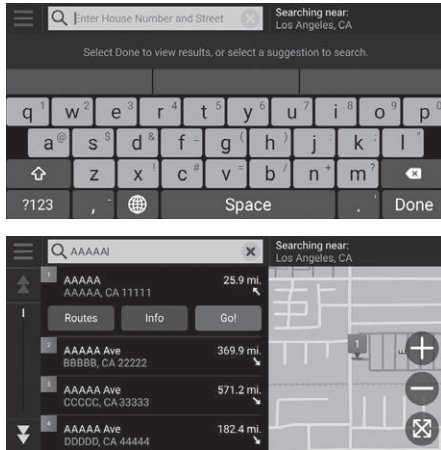 Enter House Number and Street
Searching near:
Los Angeles, CA
Select Done to view results, or select a suggestion to search.
q 1 w 2 e 3 r 4 t 5 y 6 u 7 i 8 o 9 p 0
a @ s $ d & f - g ( h ) j : k ; l "
z x ! c # v = b / n + m ?
?123 , - Space . ' Done
AAAAA
Searching near:
Los Angeles, CA
1 AAAAA 25.9 mi.
AAAAA, CA 11111
Routes Info Go!
2 AAAAA Ave 369.9 mi.
BBBBB, CA 22222
3 AAAAA Ave 571.2 mi.
CCCCC, CA 33333
4 AAAAA Ave 182.4 mi.
DDDDD, CA 44444
1